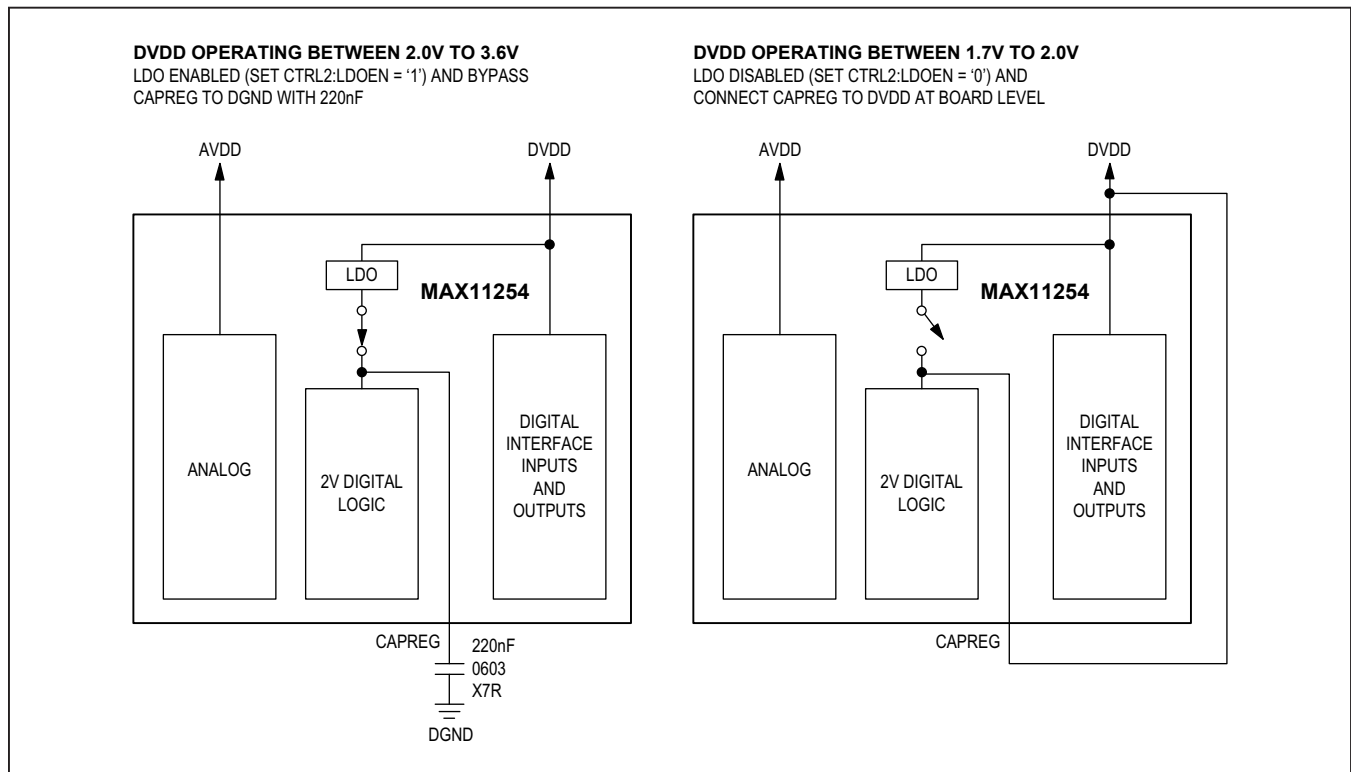 DVDD OPERATING BETWEEN 2.0V TO 3.6V
LDO ENABLED (SET CTRL2:LDOEN = ‘1’) AND BYPASS
CAPREG TO DGND WITH 220nF
AVDD
DVDD
LDO
MAX11254
ANALOG
2V DIGITAL
LOGIC
DIGITAL
INTERFACE
INPUTS
AND
OUTPUTS
CAPREG
220nF
0603
X7R
DGND
DVDD OPERATING BETWEEN 1.7V TO 2.0V
LDO DISABLED (SET CTRL2:LDOEN = ‘0’) AND
CONNECT CAPREG TO DVDD AT BOARD LEVEL
AVDD
DVDD
LDO
MAX11254
ANALOG
2V DIGITAL
LOGIC
DIGITAL
INTERFACE
INPUTS
AND
OUTPUTS
CAPREG